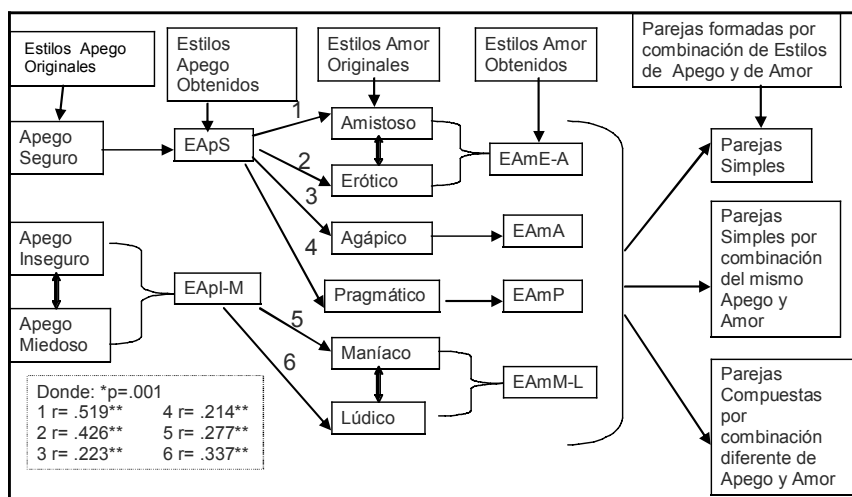 Estilos Apego
Originales
Estilos
Apego
Obtenidos
Estilos Amor
Originales
Estilos Amor
Obtenidos
Parejas formadas por
combinación de Estilos
de Apego y de Amor
Apego
Seguro
EApS
1
2
3
4
Amistoso
Erótico
EAmE-A
Agápico
EAmA
Pragmático
EAmP
Apego
Inseguro
Apego
Miedoso
EApI-M
5
6
Maníaco
Lúdico
EAmM-L
Parejas
Simples
Parejas
Simples por
combinación
del mismo
Apego y
Amor
Parejas
Compuestas
por
combinación
diferente de
Apego y Amor
Donde: *p=.001
1 r= .519** 4 r= .214**
2 r= .426** 5 r= .277**
3 r= .223** 6 r= .337**